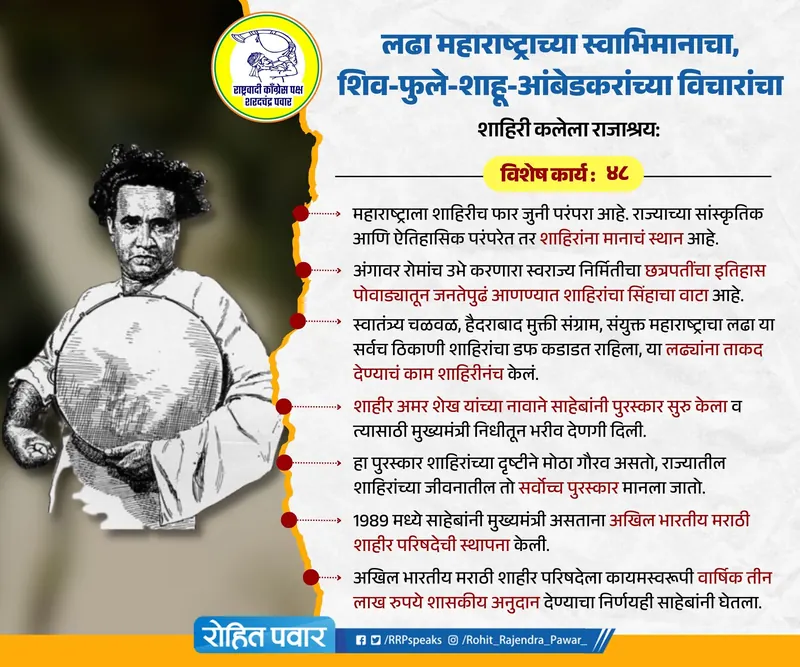 राष्ट्रवादी काँग्रेस पक्ष
शरदचंद्र पवार
लढा महाराष्ट्राच्या स्वाभिमानाचा,
शिव-फुले-शाहू-आंबेडकरांच्या विचारांचा
शाहिरी कलेला राजाश्रय:
विशेष कार्य : ४८
महाराष्ट्राला शाहिरीच फार जुनी परंपरा आहे. राज्याच्या सांस्कृतिक
आणि ऐतिहासिक परंपरेत तर शाहिरांना मानाचं स्थान आहे.
अंगावर रोमांच उभे करणारा स्वराज्य निर्मितीचा छत्रपतींचा इतिहास
पोवाड्यातून जनतेपुढं आणण्यात शाहिरांचा सिंहाचा वाटा आहे.
स्वातंत्र्य चळवळ, हैदराबाद मुक्ती संग्राम, संयुक्त महाराष्ट्राचा लढा या
सर्वच ठिकाणी शाहिरांचा डफ कडाडत राहिला, या लढ्यांना ताकद
देण्याचं काम शाहिरीनंच केलं.
शाहीर अमर शेख यांच्या नावाने साहेबांनी पुरस्कार सुरु केला व
त्यासाठी मुख्यमंत्री निधीतून भरीव देणगी दिली.
हा पुरस्कार शाहिरांच्या दृष्टीने मोठा गौरव असतो, राज्यातील
शाहिरांच्या जीवनातील तो सर्वोच्च पुरस्कार मानला जातो.
1989 मध्ये साहेबांनी मुख्यमंत्री असताना अखिल भारतीय मराठी
शाहीर परिषदेची स्थापना केली.
अखिल भारतीय मराठी शाहीर परिषदेला कायमस्वरूपी वार्षिक तीन
लाख रुपये शासकीय अनुदान देण्याचा निर्णयही साहेबांनी घेतला.
रोहित पवार
/RRPspeaks /Rohit_Rajendra_Pawar_